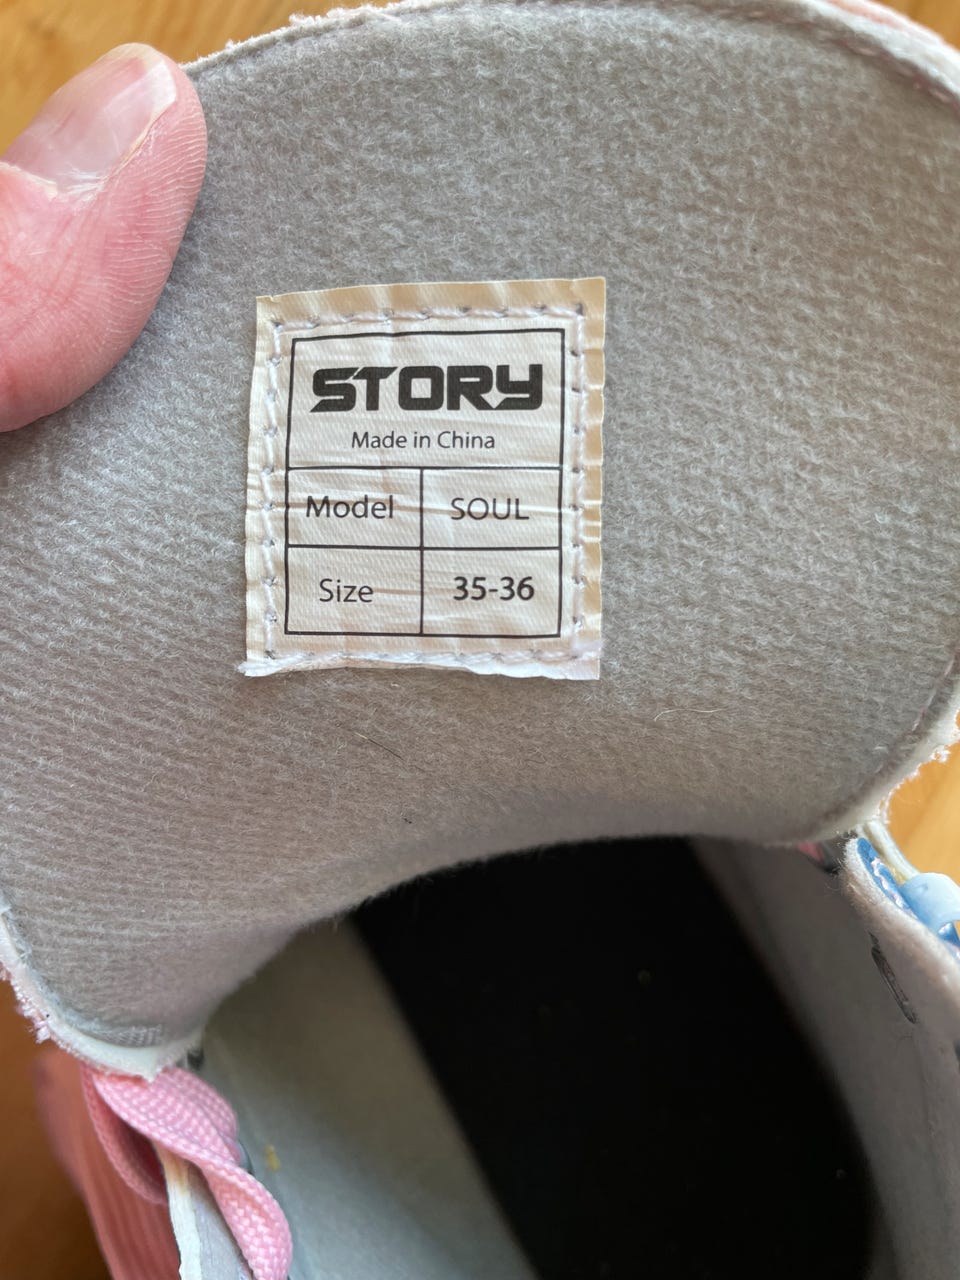 STORY
Made in China
Model SOUL
Size 35-36